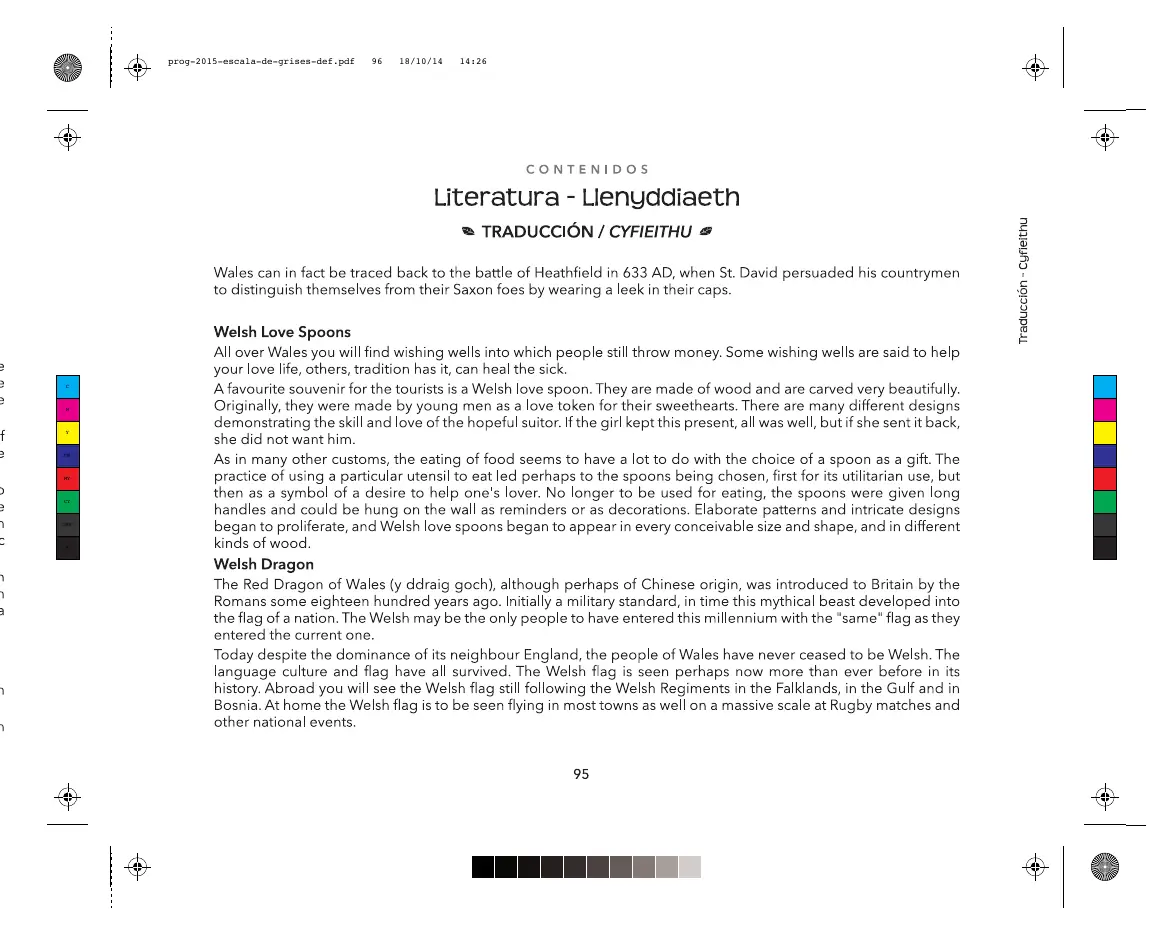 prog-2015-escala-de-grises-def.pdf 96 18/10/14 14:26
CONTENIDOS
Literatura - Llenyddiaeth
TRADUCCIÓN / CYFIEITHU
Traducción - Cyfieithu
Wales can in fact be traced back to the battle of Heathfield in 633 AD, when St. David persuaded his countrymen
to distinguish themselves from their Saxon foes by wearing a leek in their caps.
Welsh Love Spoons
All over Wales you will find wishing wells into which people still throw money. Some wishing wells are said to help
your love life, others, tradition has it, can heal the sick.
A favourite souvenir for the tourists is a Welsh love spoon. They are made of wood and are carved very beautifully.
Originally, they were made by young men as a love token for their sweethearts. There are many different designs
demonstrating the skill and love of the hopeful suitor. If the girl kept this present, all was well, but if she sent it back,
she did not want him.
As in many other customs, the eating of food seems to have a lot to do with the choice of a spoon as a gift. The
practice of using a particular utensil to eat led perhaps to the spoons being chosen, first for its utilitarian use, but
then as a symbol of a desire to help one's lover. No longer to be used for eating, the spoons were given long
handles and could be hung on the wall as reminders or as decorations. Elaborate patterns and intricate designs
began to proliferate, and Welsh love spoons began to appear in every conceivable size and shape, and in different
kinds of wood.
Welsh Dragon
The Red Dragon of Wales (y ddraig goch), although perhaps of Chinese origin, was introduced to Britain by the
Romans some eighteen hundred years ago. Initially a military standard, in time this mythical beast developed into
the flag of a nation. The Welsh may be the only people to have entered this millennium with the "same" flag as they
entered the current one.
Today despite the dominance of its neighbour England, the people of Wales have never ceased to be Welsh. The
language culture and flag have all survived. The Welsh flag is seen perhaps now more than ever before in its
history. Abroad you will see the Welsh flag still following the Welsh Regiments in the Falklands, in the Gulf and in
Bosnia. At home the Welsh flag is to be seen flying in most towns as well on a massive scale at Rugby matches and
other national events.
95